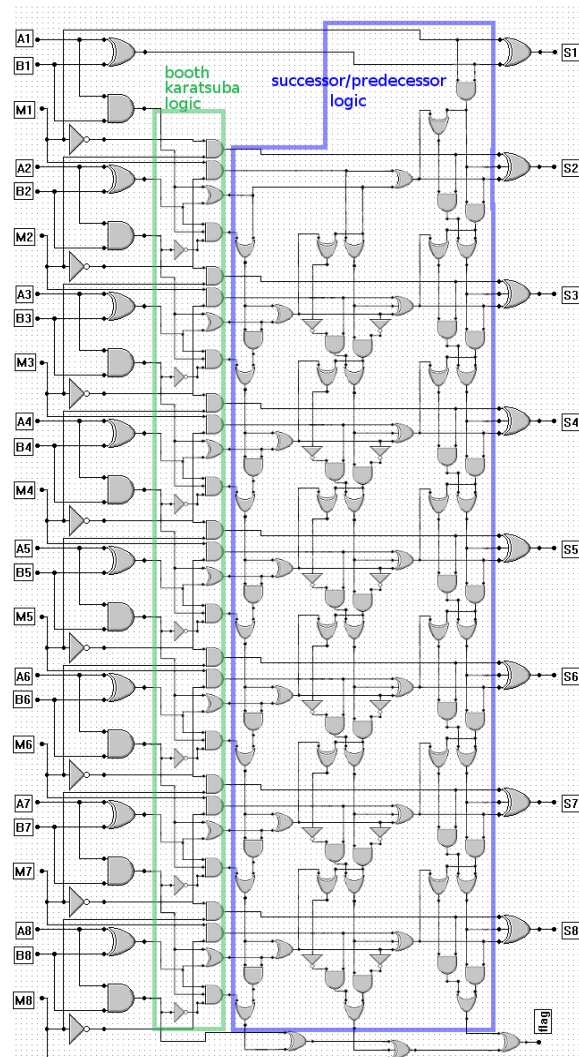 A1
S1
B1
booth
karatsuba
logic
successor/predecessor
logic
M1
A2
S2
B2
M2
A3
S3
B3
M3
A4
S4
B4
M4
A5
S5
B5
M5
A6
S6
B6
M6
A7
S7
B7
M7
A8
S8
B8
M8
flag